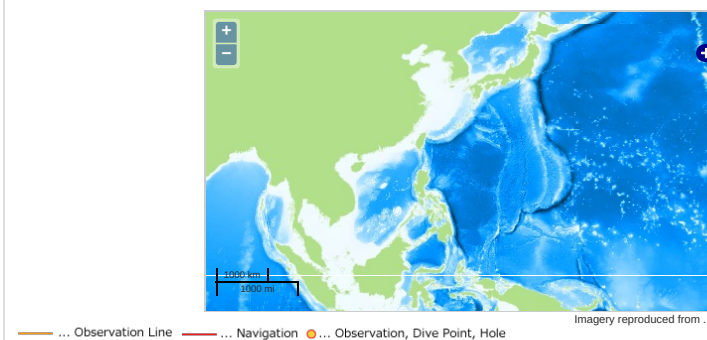 +
−
1000 km
1000 mi
Imagery reproduced from .
... Observation Line ... Navigation ... Observation, Dive Point, Hole